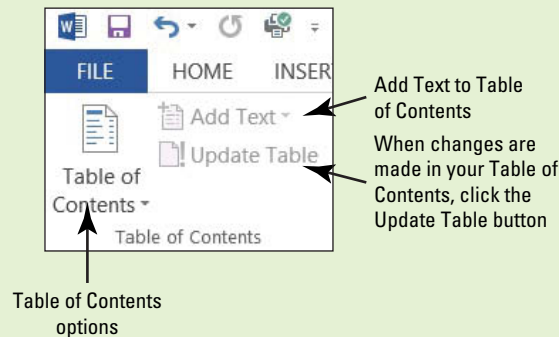 FILE HOME INSER
Add Text
Update Table
Table of
Contents
Table of Contents
Add Text to Table
of Contents
When changes are
made in your Table of
Contents, click the
Update Table button
Table of Contents
options